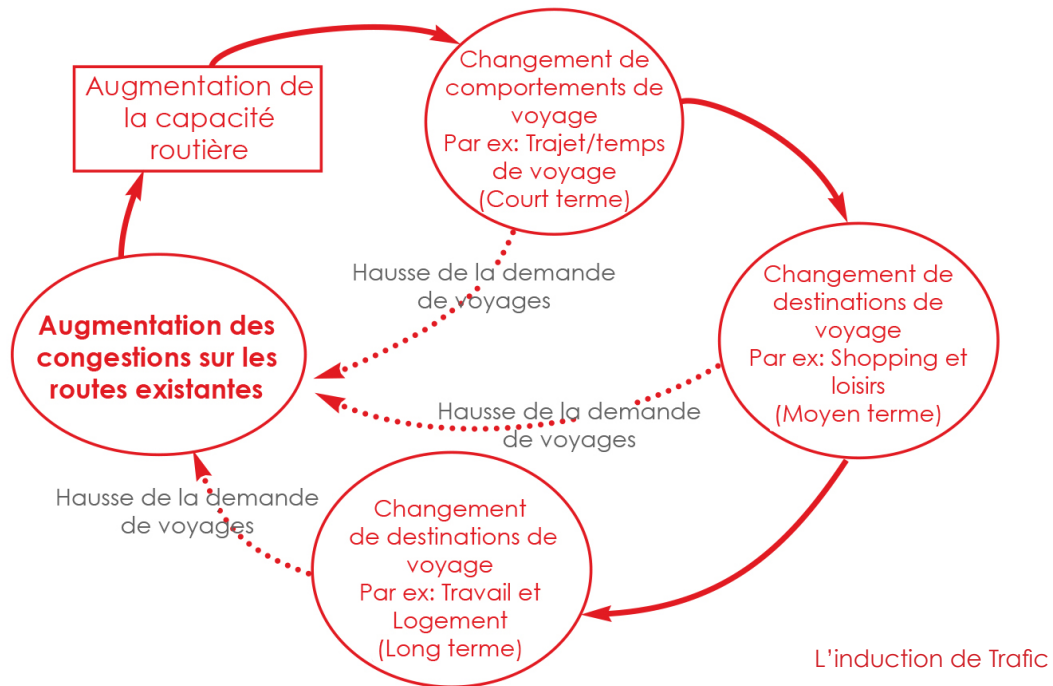 Augmentation de
la capacité
routière
Changement de
comportements de
voyage
Par ex: Trajet/temps
de voyage
(Court terme)
Hausse de la demande
de voyages
Changement de
destinations de
voyage
Par ex: Shopping et
loisirs
(Moyen terme)
Augmentation des
congestions sur les
routes existantes
Hausse de la demande
de voyages
Hausse de la demande
de voyages
Changement
de destinations de
voyage
Par ex: Travail et
Logement
(Long terme)
L'induction de Trafic